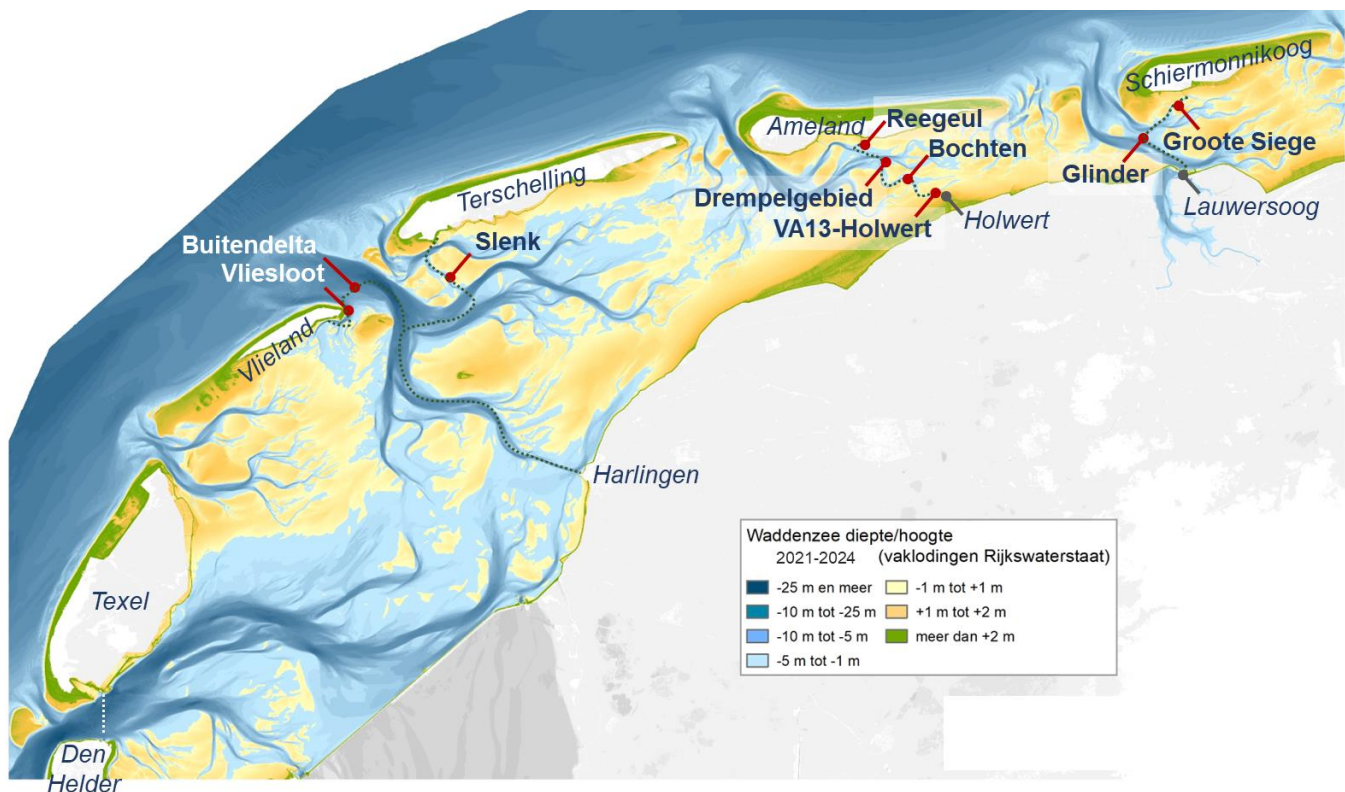 Schiermonnikoog
Ameland
Reegeul
Bochten
Groote Siege
Glinder
Drempelgebied
VA13-Holwert
Holwert
Lauwersoog
Terschelling
Slenk
Buitendelta
Vliesloot
Vlieland
Harlingen
Texel
Den
Helder
Waddenzee diepte/hoogte
2021-2024 (vaklodingen Rijkswaterstaat)
-25 m en meer
-10 m tot -25 m
-10 m tot -5 m
-5 m tot -1 m
-1 m tot +1 m
+1 m tot +2 m
meer dan +2 m